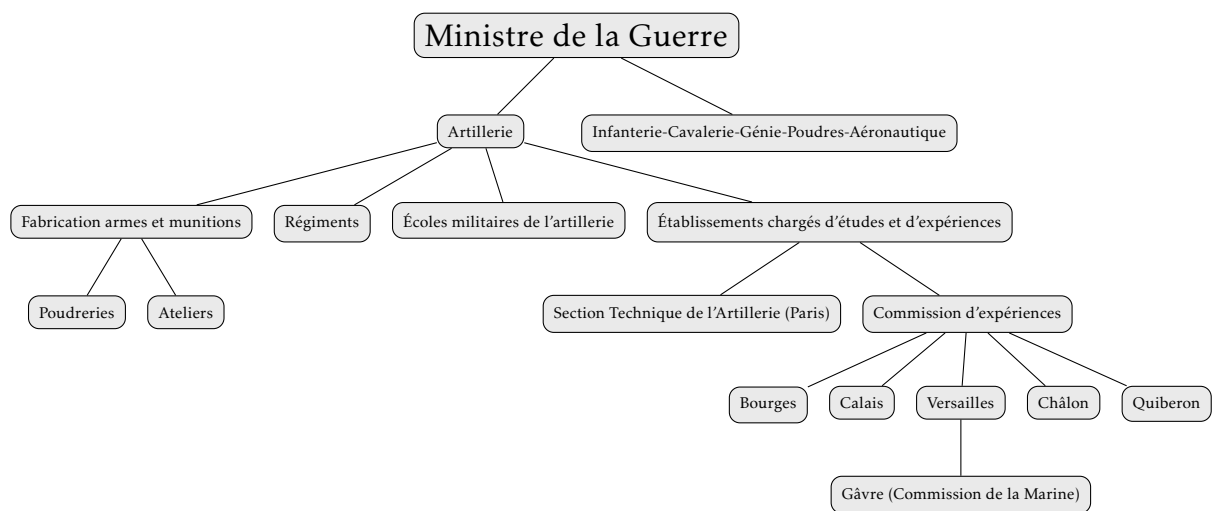 Ministre de la Guerre
Artillerie
Infanterie-Cavalerie-Génie-Poudres-Aéronautique
Fabrication armes et munitions
Régiments
Écoles militaires de l’artillerie
Établissements chargés d’études et d’expériences
Poudreries
Ateliers
Section Technique de l’Artillerie (Paris)
Commission d’expériences
Bourges
Calais
Versailles
Châlon
Quiberon
Gâvre (Commission de la Marine)